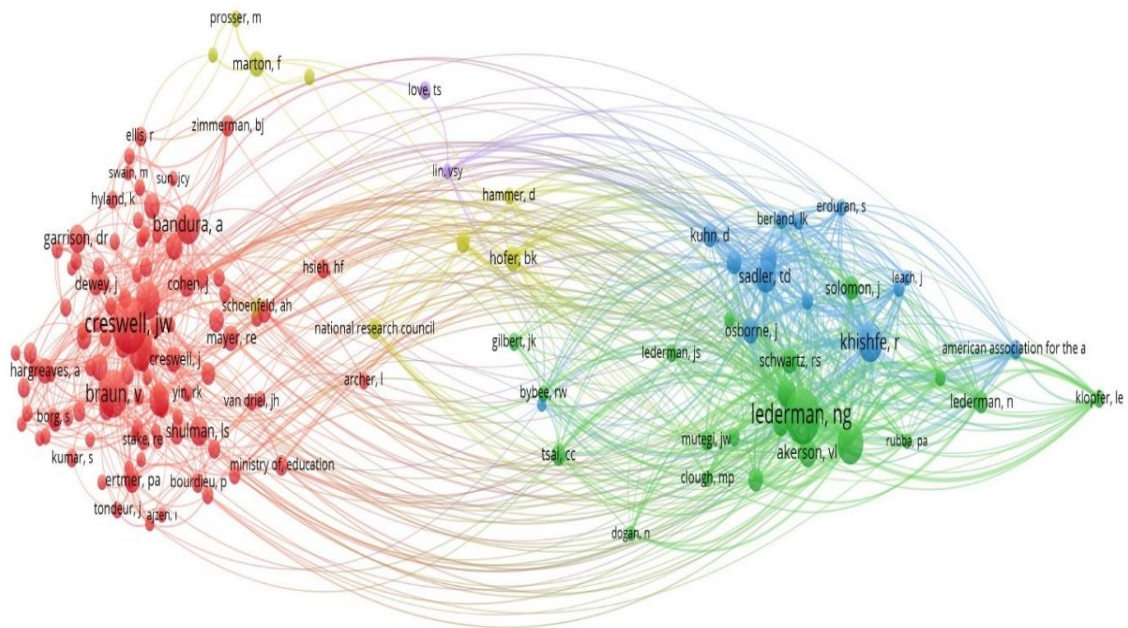 prosser, m
marton, f
love, ts
zimmerman, bj
ellis, r
swain, m
sun, jcy
lin, vsy
hyland, k
hammer, d
erduran, s
berland, lk
bandura, a
garrison, dr
kuhn, d
hofer, bk
hsieh, hf
sadler, td
leach, j
dewey, j
cohen, j
solomon, j
schoenfeld, ah
creswell, jw
national research council
osborne, j
mayer, re
gilbert, jk
khishfe, r
american association for the a
lederman, js
creswell, j
schwartz, rs
hargreaves, a
archer, l
braun, v
yin, rk
bybee, rw
klopfer, le
van driel, jh
lederman, n
borg, s
lederman, ng
shulman, ls
stake, re
mutegi, jw
rubba, pa
akerson, vl
tsai, cc
kumar, s
ministry of education
ertmer, pa
bourdieu, p
clough, mp
tondeur, j
ajzen, i
dogan, n